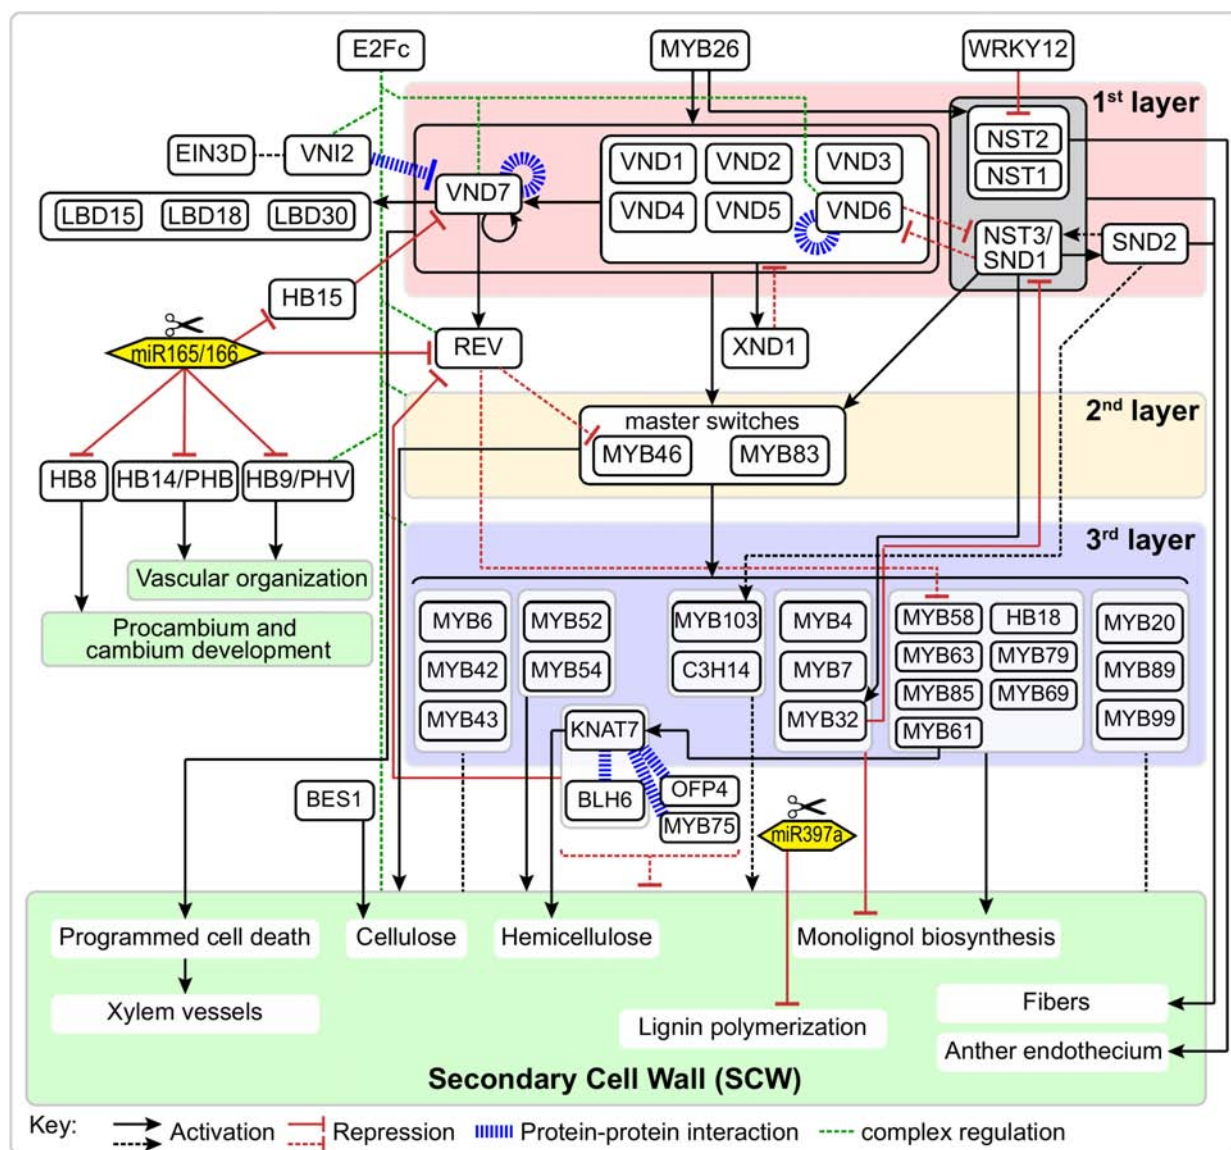 E2Fc
MYB26
WRKY12
1st layer
EIN3D
VNI2
VND7
VND1
VND2
VND3
VND4
VND5
VND6
NST2
NST1
NST3/
SND1
SND2
LBD15
LBD18
LBD30
HB15
miR165/166
REV
XND1
2nd layer
master switches
MYB46
MYB83
HB8
HB14/PHB
HB9/PHV
3rd layer
Vascular organization
Procambium and
cambium development
MYB6
MYB42
MYB43
MYB52
MYB54
MYB103
C3H14
MYB4
MYB7
MYB32
MYB58
HB18
MYB63
MYB79
MYB85
MYB69
MYB61
MYB20
MYB89
MYB99
KNAT7
BLH6
OFP4
MYB75
BES1
miR397a
Programmed cell death
Cellulose
Hemicellulose
Monolignol biosynthesis
Xylem vessels
Lignin polymerization
Fibers
Anther endothecium
Secondary Cell Wall (SCW)
Key:
Activation
Repression
Protein-protein interaction
complex regulation